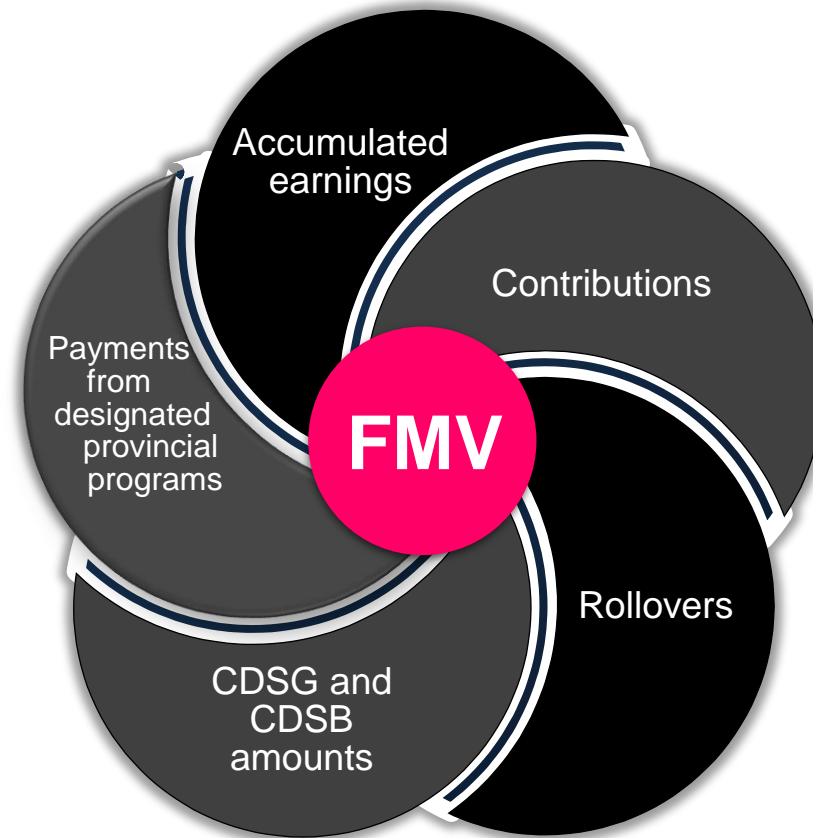 Accumulated
earnings
Contributions
Rollovers
CDSG and
CDSB
amounts
Payments
from
designated
provincial
programs
FMV